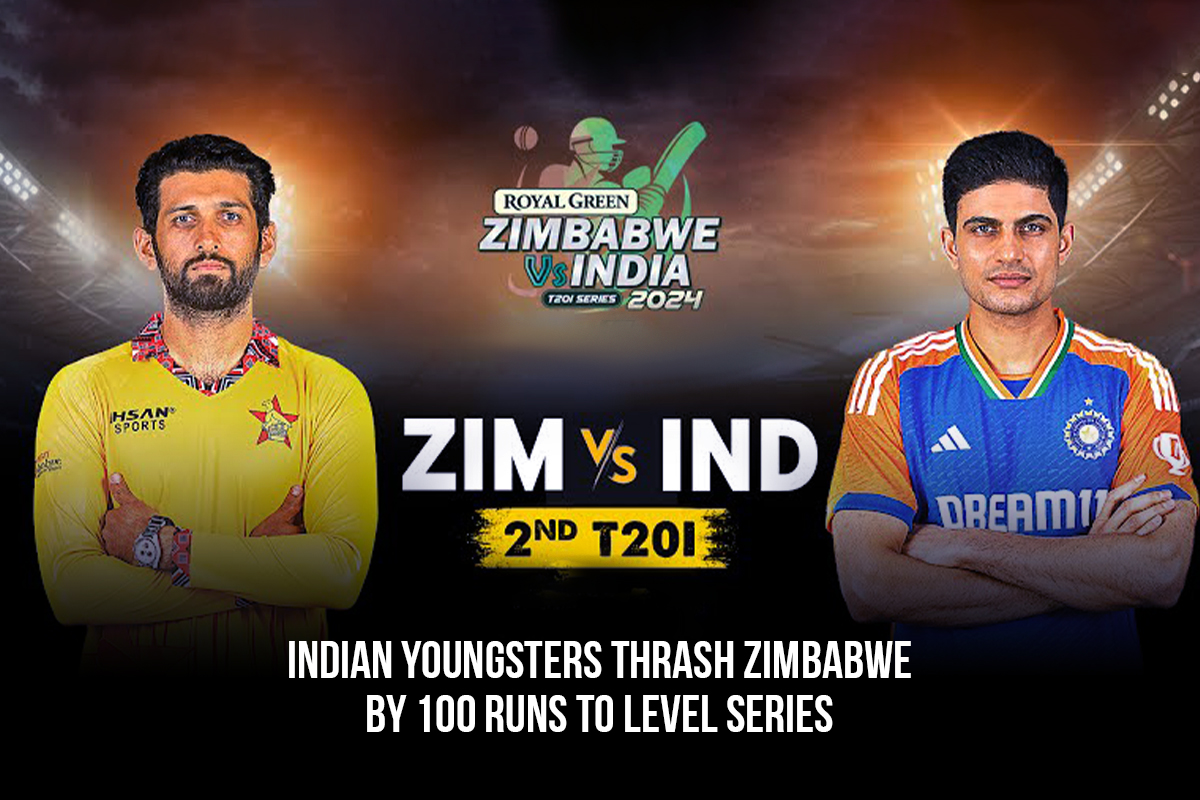 ROYAL GREEN
ZIMBABWE
Vs INDIA
T20I SERIES 2024
HSAN®
SPORTS
ZIM Vs IND
DREAM11
2ND T20I
INDIAN YOUNGSTERS THRASH ZIMBABWE
BY 100 RUNS TO LEVEL SERIES